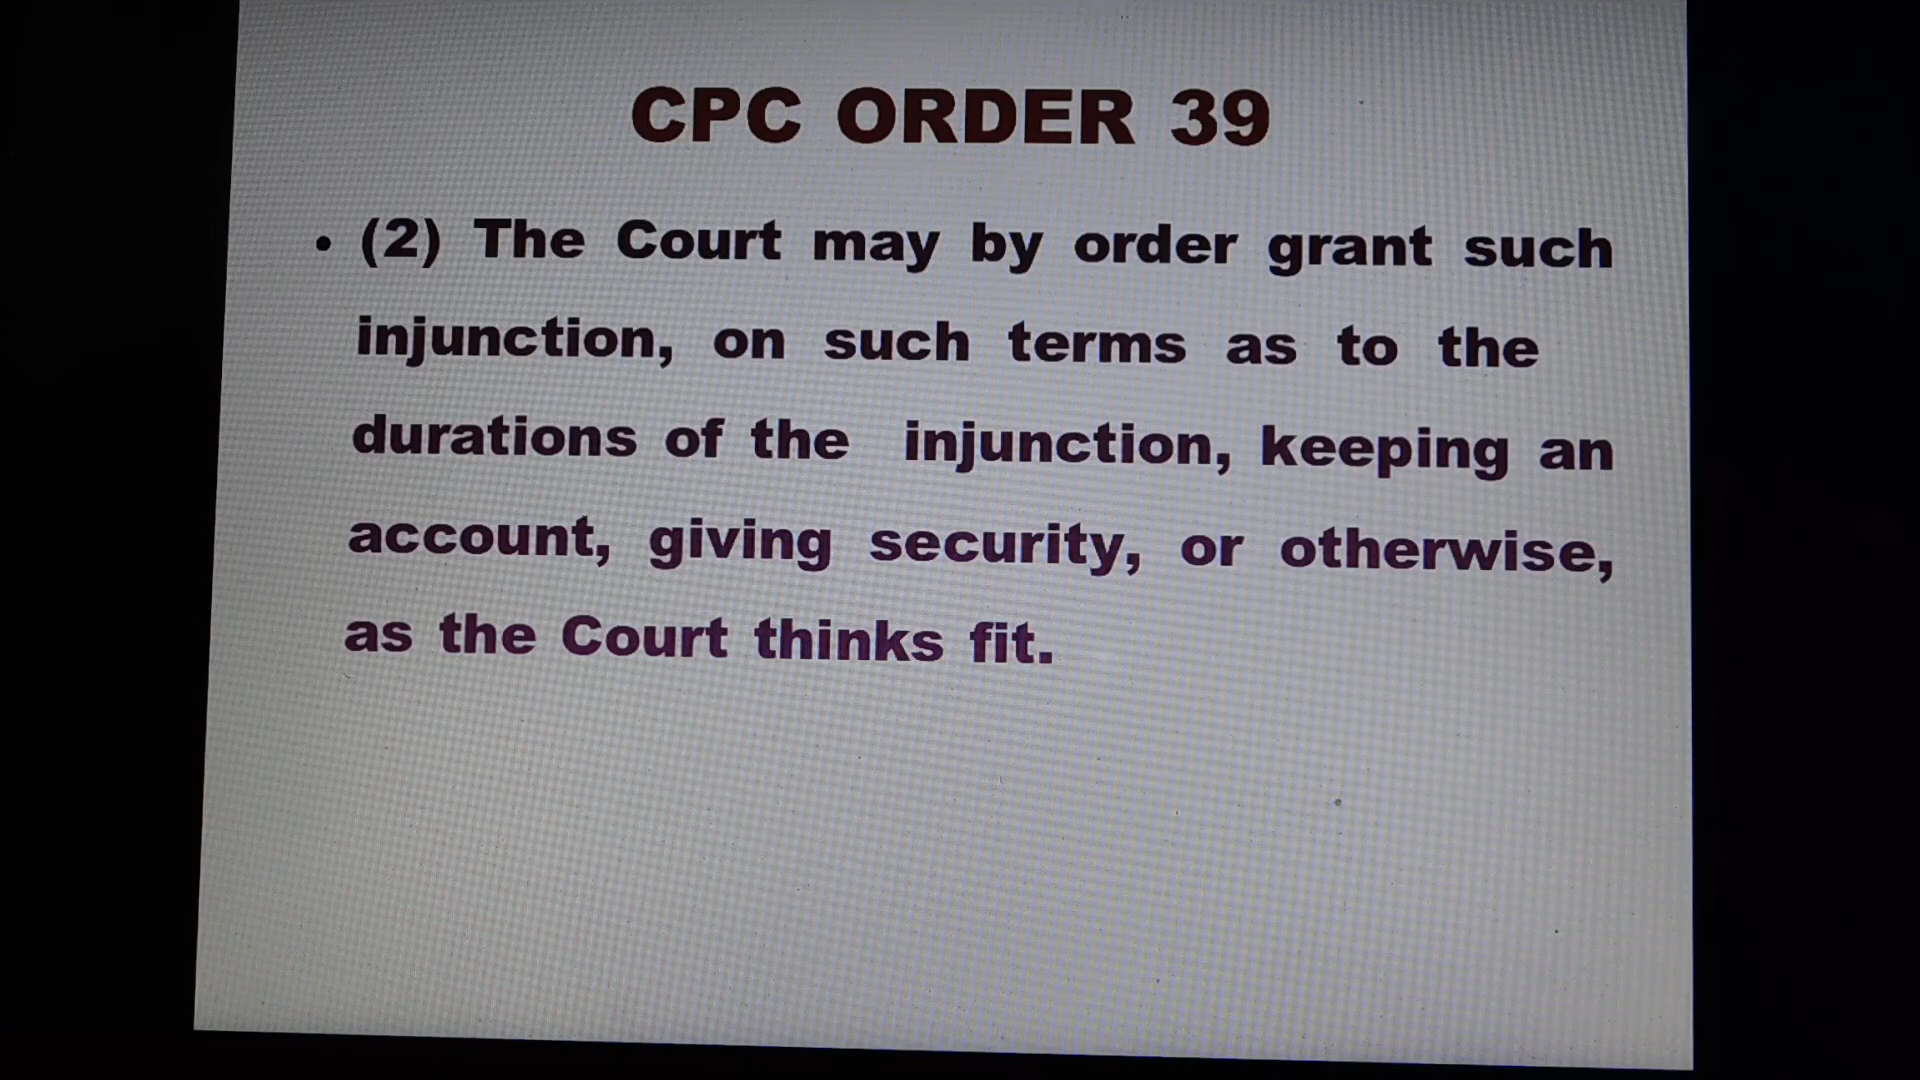 CPC ORDER 39
• (2) The Court may by order grant such
injunction, on such terms as to the
durations of the injunction, keeping an
account, giving security, or otherwise,
as the Court thinks fit.